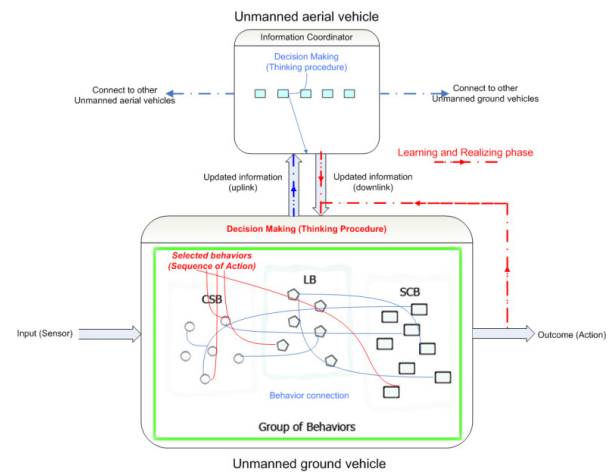 Unmanned aerial vehicle
Information Coordinator
Decision Making
(Thinking procedure)
Connect to other
Unmanned aerial vehicles
Connect to other
Unmanned ground vehicles
Learning and Realizing phase
Updated information
(uplink)
Updated information
(downlink)
Decision Making (Thinking Procedure)
Selected behaviors
(Sequence of Action)
CSB
LB
SCB
Input (Sensor)
Outcome (Action)
Behavior connection
Group of Behaviors
Unmanned ground vehicle